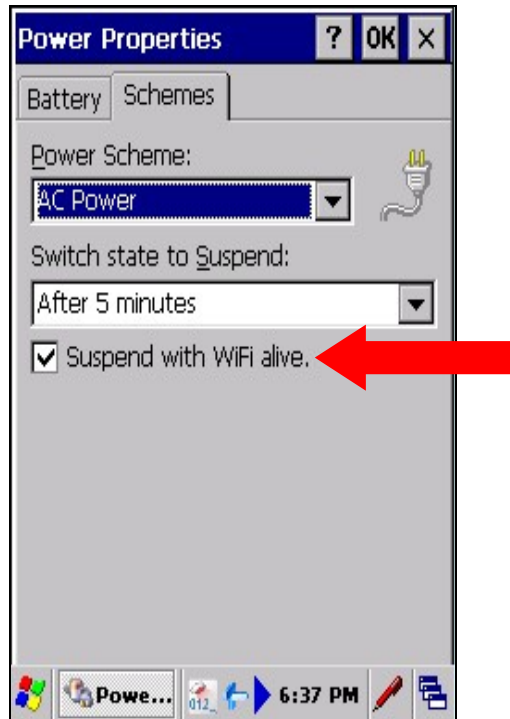 Power Properties ? OK ×
Battery Schemes
Power Scheme:
AC Power
Switch state to Suspend:
After 5 minutes
Suspend with WiFi alive.
Powe... 6:37 PM